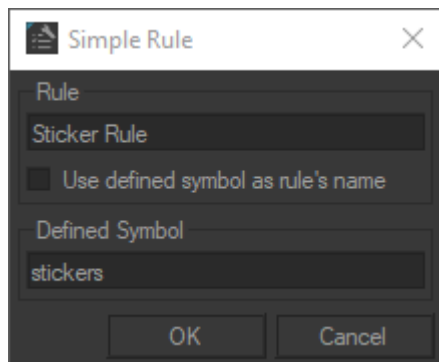 Simple Rule
Rule
Sticker Rule
Use defined symbol as rule's name
Defined Symbol
stickers
OK
Cancel